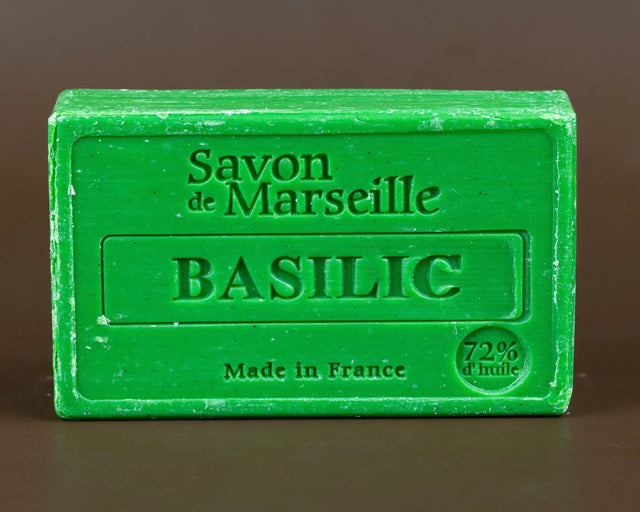 Savon
de Marseille
BASILIC
Made in France
72%
d'huile